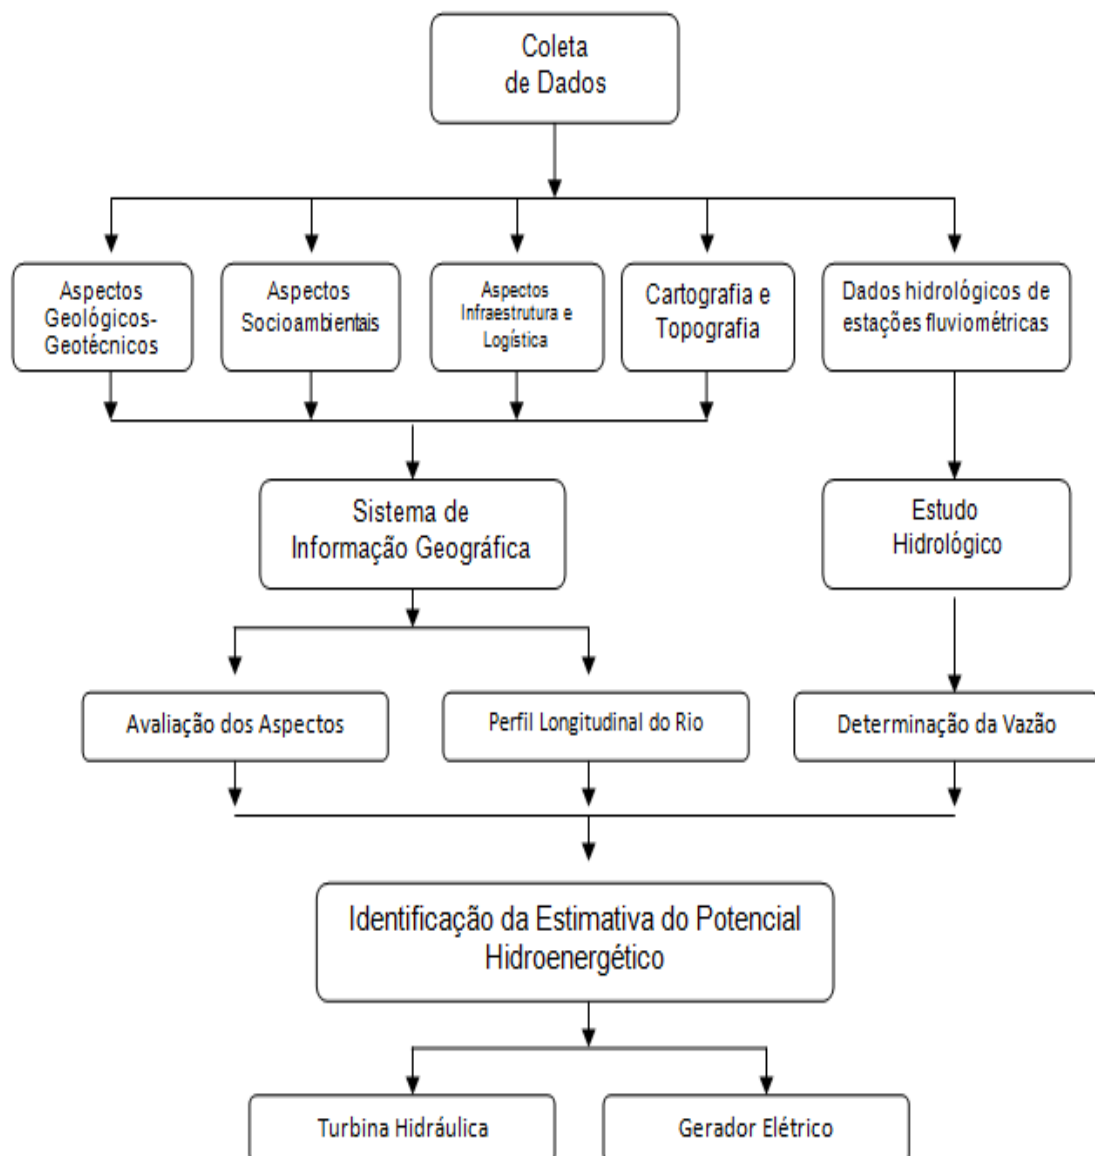 Coleta
de Dados
Aspectos
Geológicos-
Geotécnicos
Aspectos
Socioambientais
Aspectos
Infraestrutura e
Logística
Cartografia e
Topografia
Dados hidrológicos de
estações fluviométricas
Sistema de
Informação Geográfica
Estudo
Hidrológico
Avaliação dos Aspectos
Perfil Longitudinal do Rio
Determinação da Vazão
Identificação da Estimativa do Potencial
Hidroenergético
Turbina Hidráulica
Gerador Elétrico